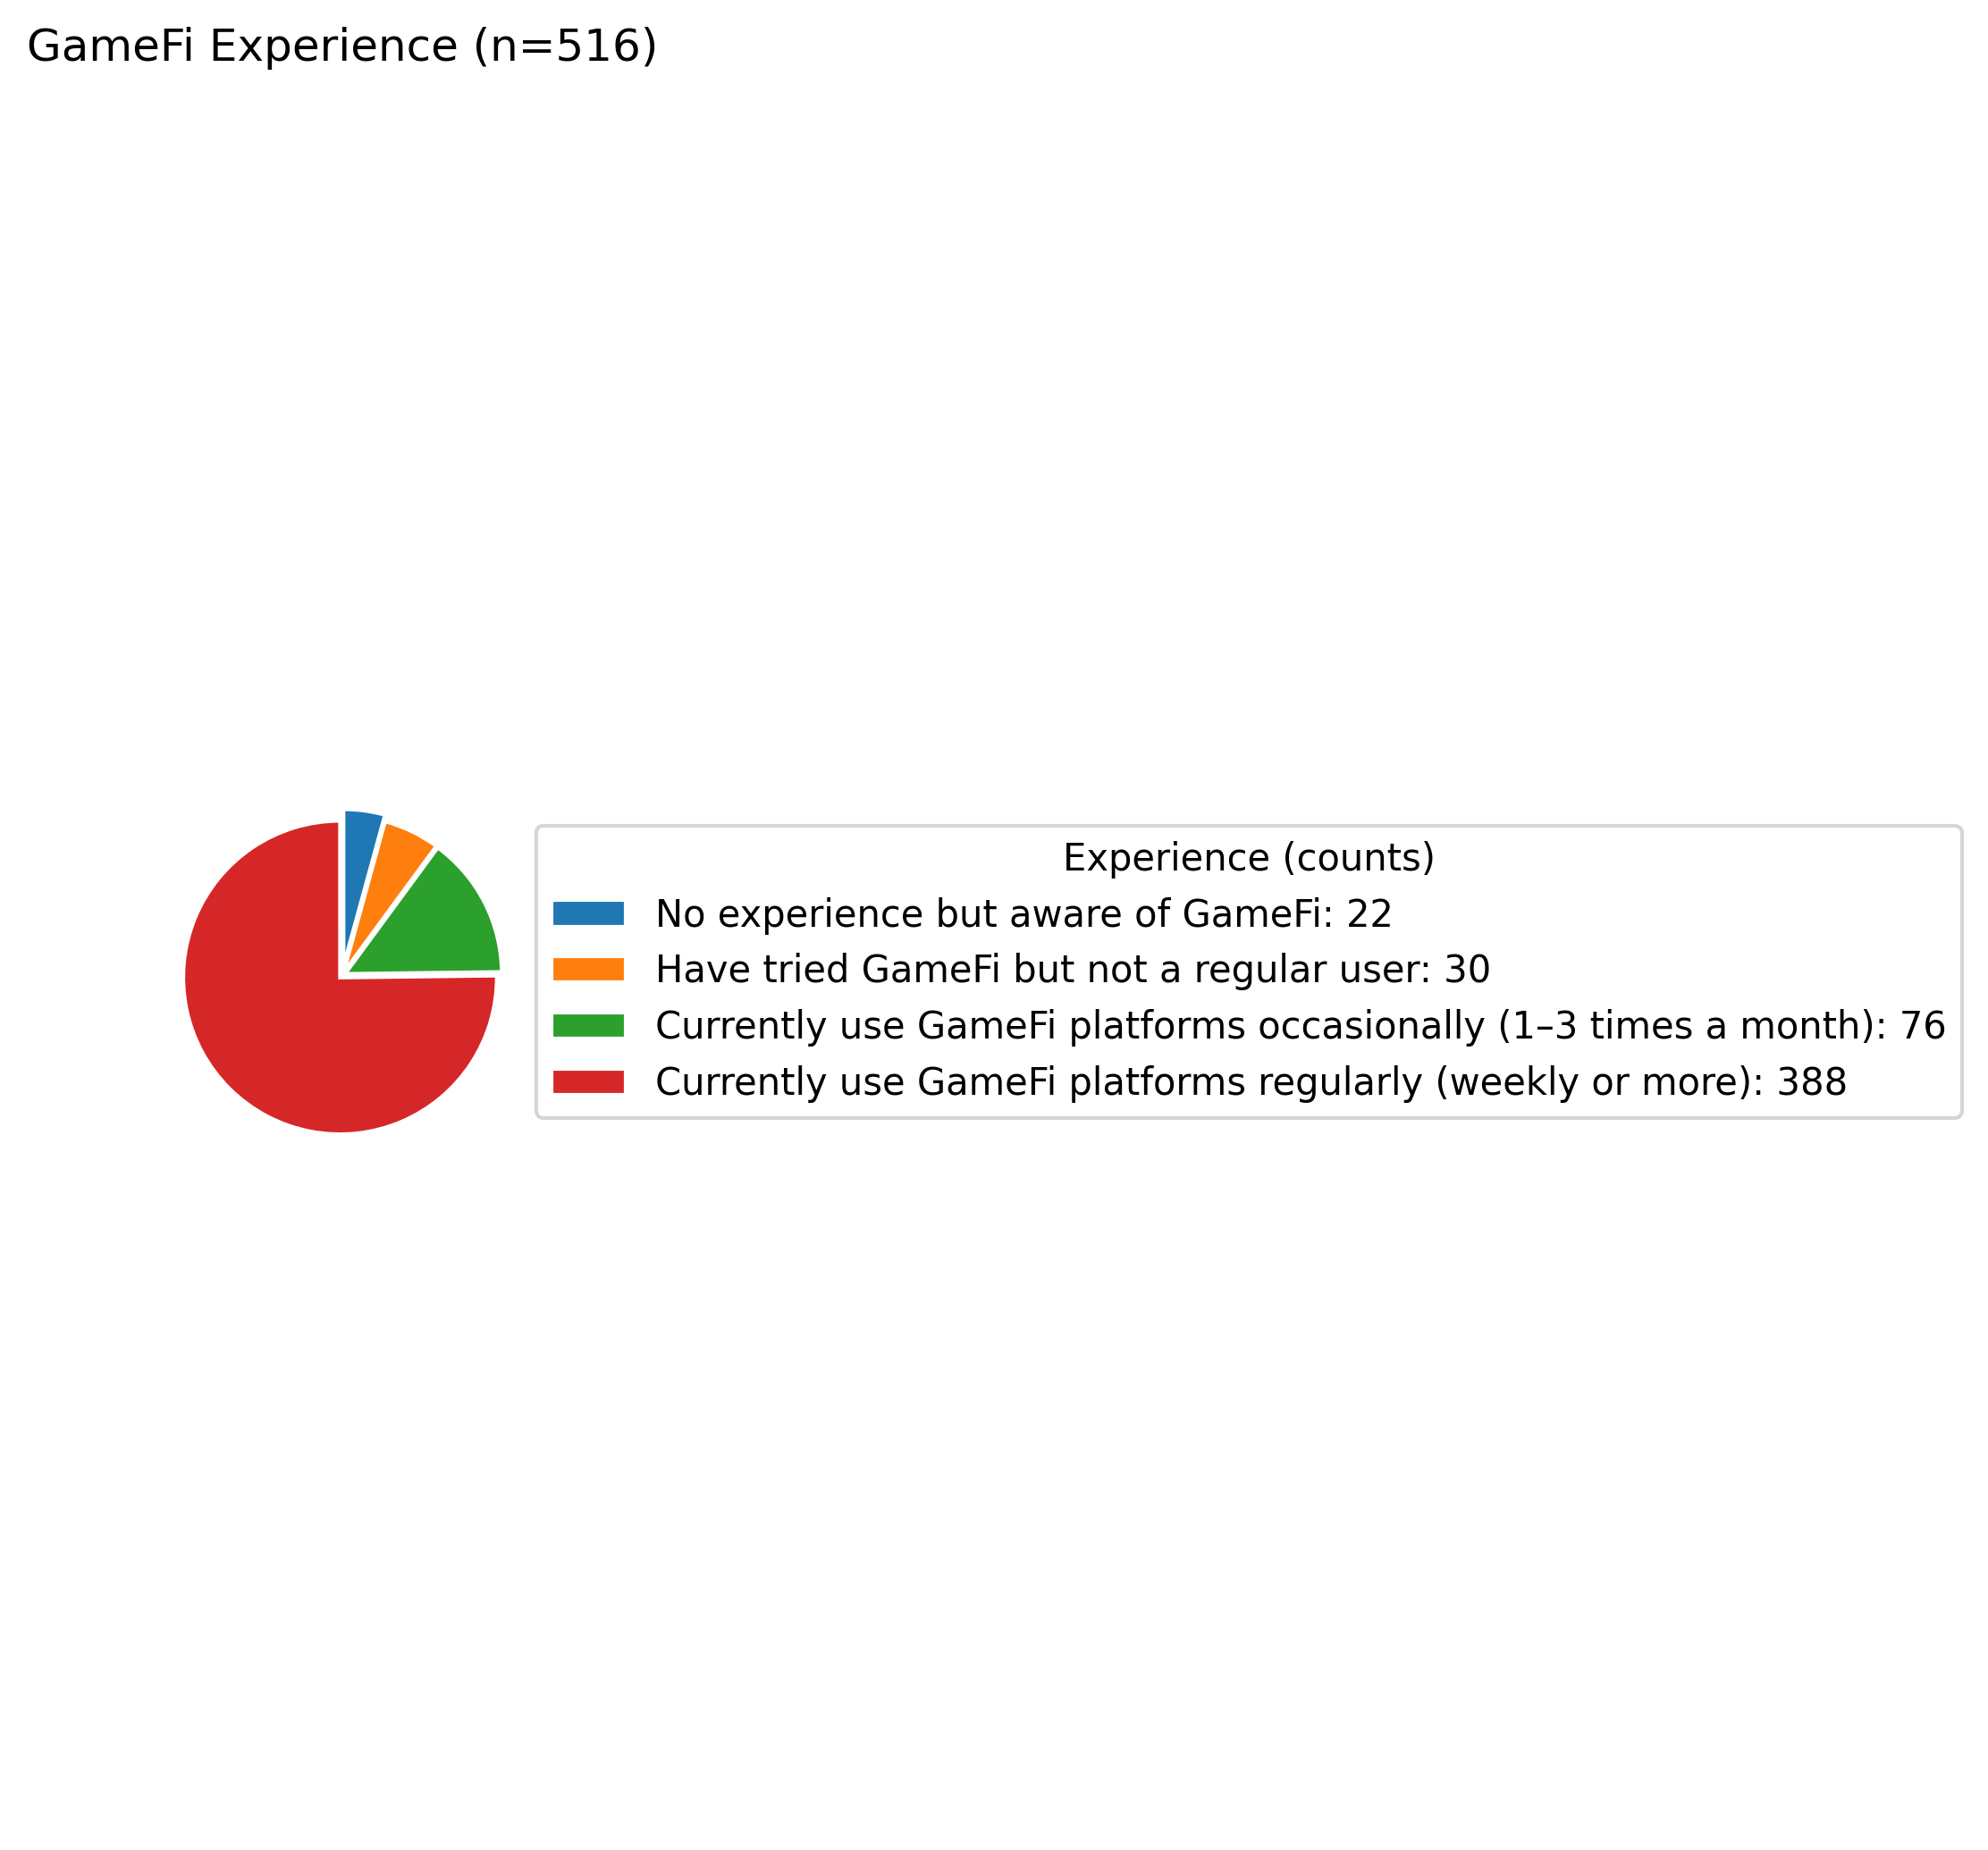 GameFi Experience (n=516)
Experience (counts)
No experience but aware of GameFi: 22
Have tried GameFi but not a regular user: 30
Currently use GameFi platforms occasionally (1–3 times a month): 76
Currently use GameFi platforms regularly (weekly or more): 388